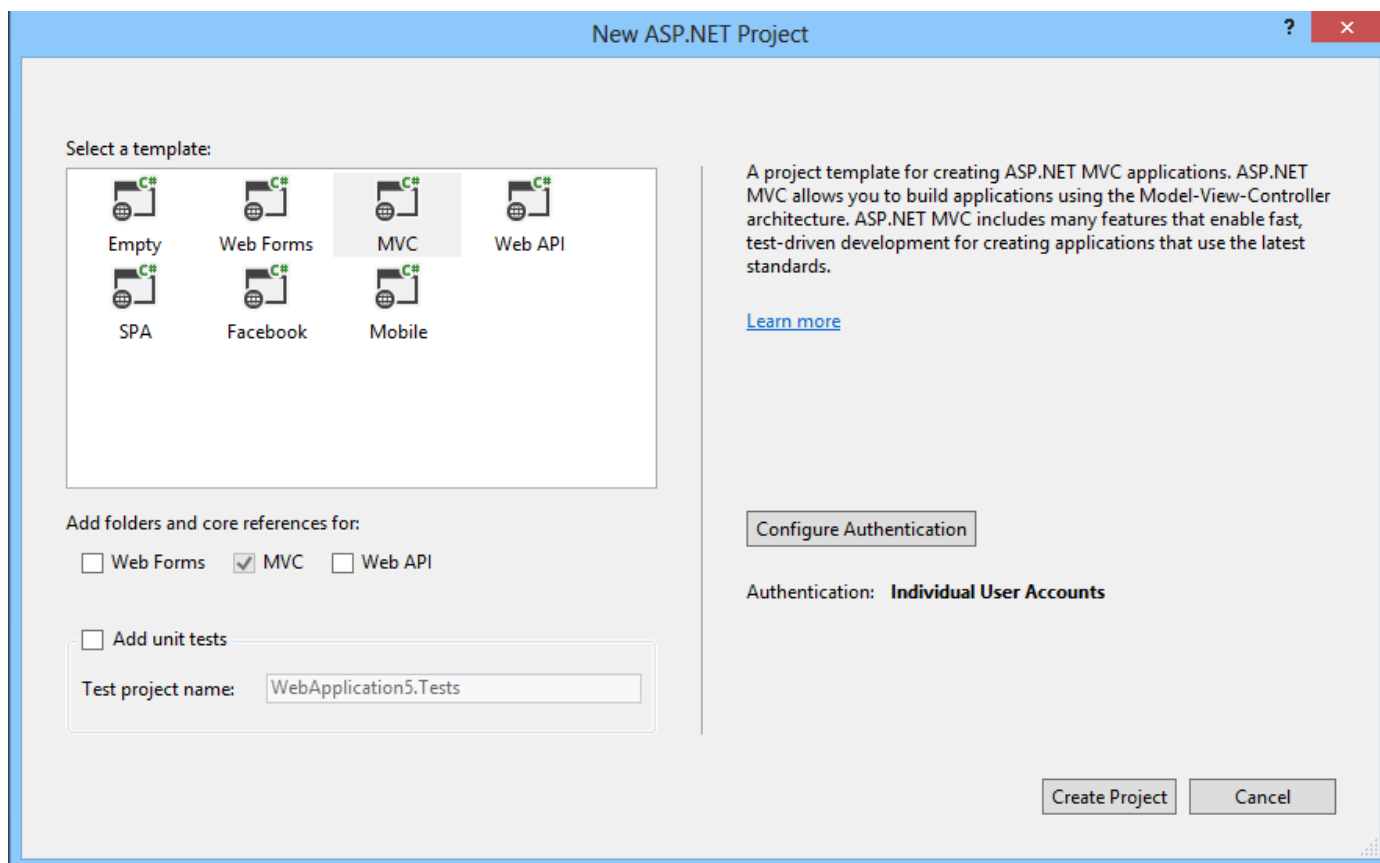 New ASP.NET Project
?
Select a template:
C# C# C# C#
Empty Web Forms MVC Web API
C# C# C#
SPA Facebook Mobile
A project template for creating ASP.NET MVC applications. ASP.NET
MVC allows you to build applications using the Model-View-Controller
architecture. ASP.NET MVC includes many features that enable fast,
test-driven development for creating applications that use the latest
standards.
Learn more
Add folders and core references for:
Web Forms MVC Web API
Configure Authentication
Authentication: Individual User Accounts
Add unit tests
Test project name: WebApplication5.Tests
Create Project Cancel